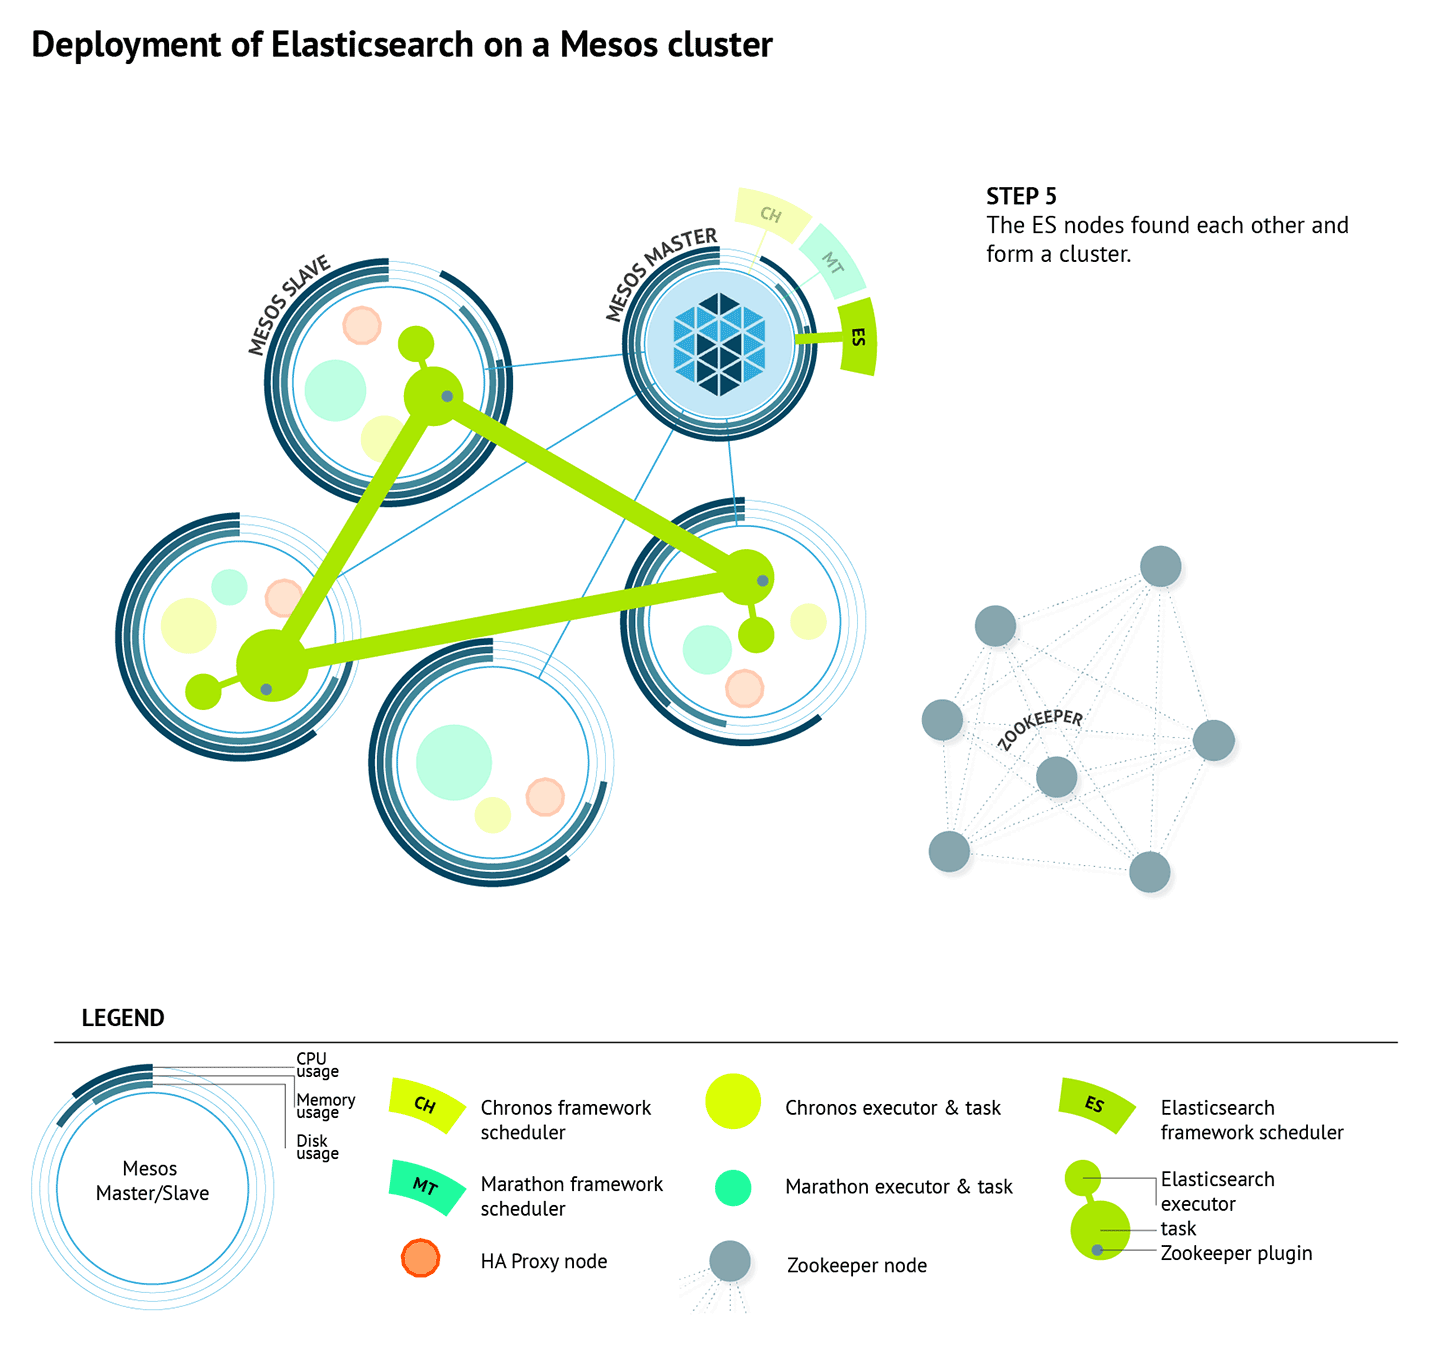 Deployment of Elasticsearch on a Mesos cluster
STEP 5
The ES nodes found each other and
form a cluster.
MESOS SLAVE
MESOS MASTER
CH
MT
ES
ZOOKEEPER
LEGEND
CPU
usage
Memory
usage
Disk
usage
Mesos
Master/Slave
CH
Chronos framework
scheduler
MT
Marathon framework
scheduler
HA Proxy node
Chronos executor & task
Marathon executor & task
Zookeeper node
ES
Elasticsearch
framework scheduler
Elasticsearch
executor
task
Zookeeper plugin